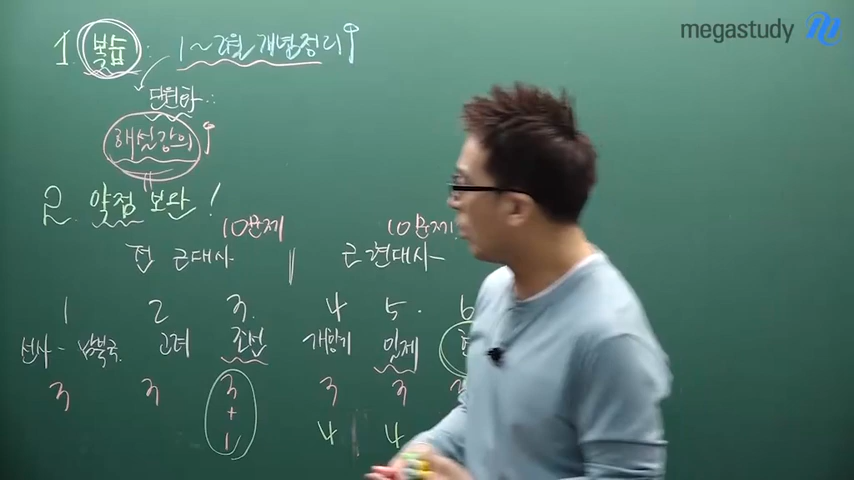 megastudy
1. 복습 : 1~2월 개념정리
단원화
해설강의
2. 약점 보완!
10문제 10문제
전 근대사 근현대사
1 2 3. 4 5. 6
선사 - 남북국 고려 조선 개항기 일제
3 3 3 3 3 3
+
1 4 4